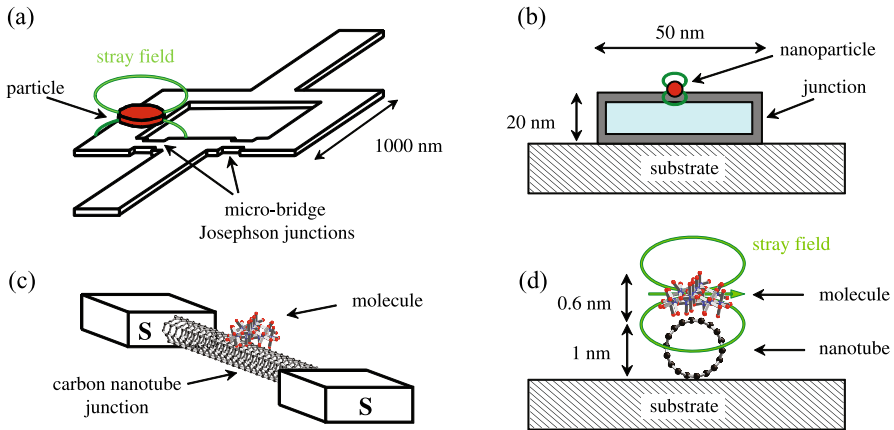 (a)
stray field
particle
1000 nm
micro-bridge
Josephson junctions
(b)
50 nm
nanoparticle
junction
20 nm
substrate
(c)
molecule
S
carbon nanotube
junction
S
(d)
stray field
0.6 nm
molecule
1 nm
nanotube
substrate